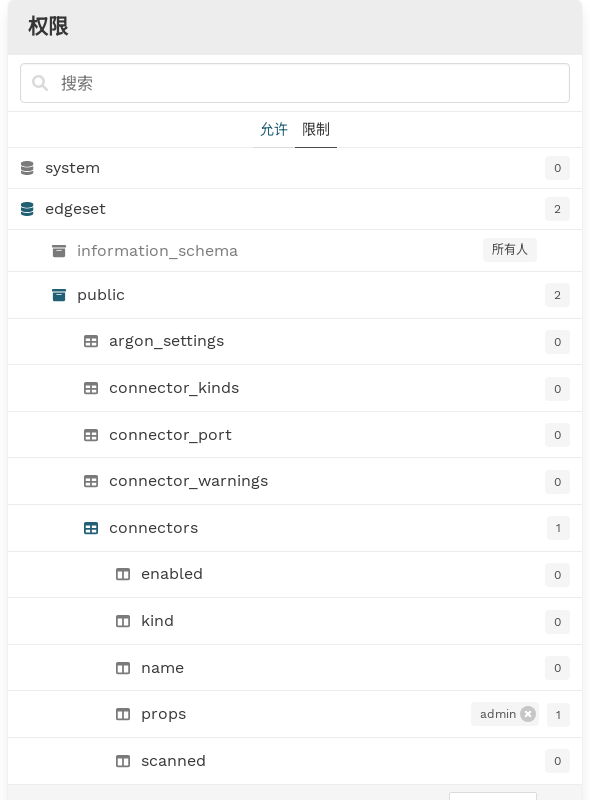 权限
搜索
允许 限制
system 0
edgeset 2
information_schema 所有人
public 2
argon_settings 0
connector_kinds 0
connector_port 0
connector_warnings 0
connectors 1
enabled 0
kind 0
name 0
props admin 1
scanned 0